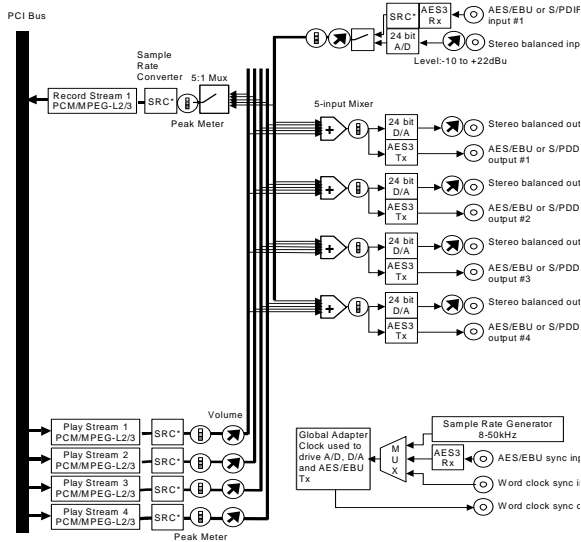 PCI Bus
AES/EBU or S/PDIF
input #1
SRC*
AES3
Rx
24 bit
A/D
Stereo balanced inp
Level:-10 to +22dBu
Sample
Rate
Converter
5:1 Mux
Record Stream 1
PCM/MPEG-L2/3
SRC*
Peak Meter
5-input Mixer
+
24 bit
D/A
AES3
Tx
Stereo balanced out
AES/EBU or S/PDD
output #1
+
24 bit
D/A
AES3
Tx
Stereo balanced out
AES/EBU or S/PDD
output #2
+
24 bit
D/A
AES3
Tx
Stereo balanced out
AES/EBU or S/PDD
output #3
+
24 bit
D/A
AES3
Tx
Stereo balanced out
AES/EBU or S/PDD
output #4
Volume
Play Stream 1
PCM/MPEG-L2/3
SRC*
Play Stream 2
PCM/MPEG-L2/3
SRC*
Play Stream 3
PCM/MPEG-L2/3
SRC*
Play Stream 4
PCM/MPEG-L2/3
SRC*
Peak Meter
Global Adapter
Clock used to
drive A/D, D/A
and AES/EBU
Tx
MUX
Sample Rate Generator
8-50kHz
AES3
Rx
AES/EBU sync inp
Word clock sync i
Word clock sync o